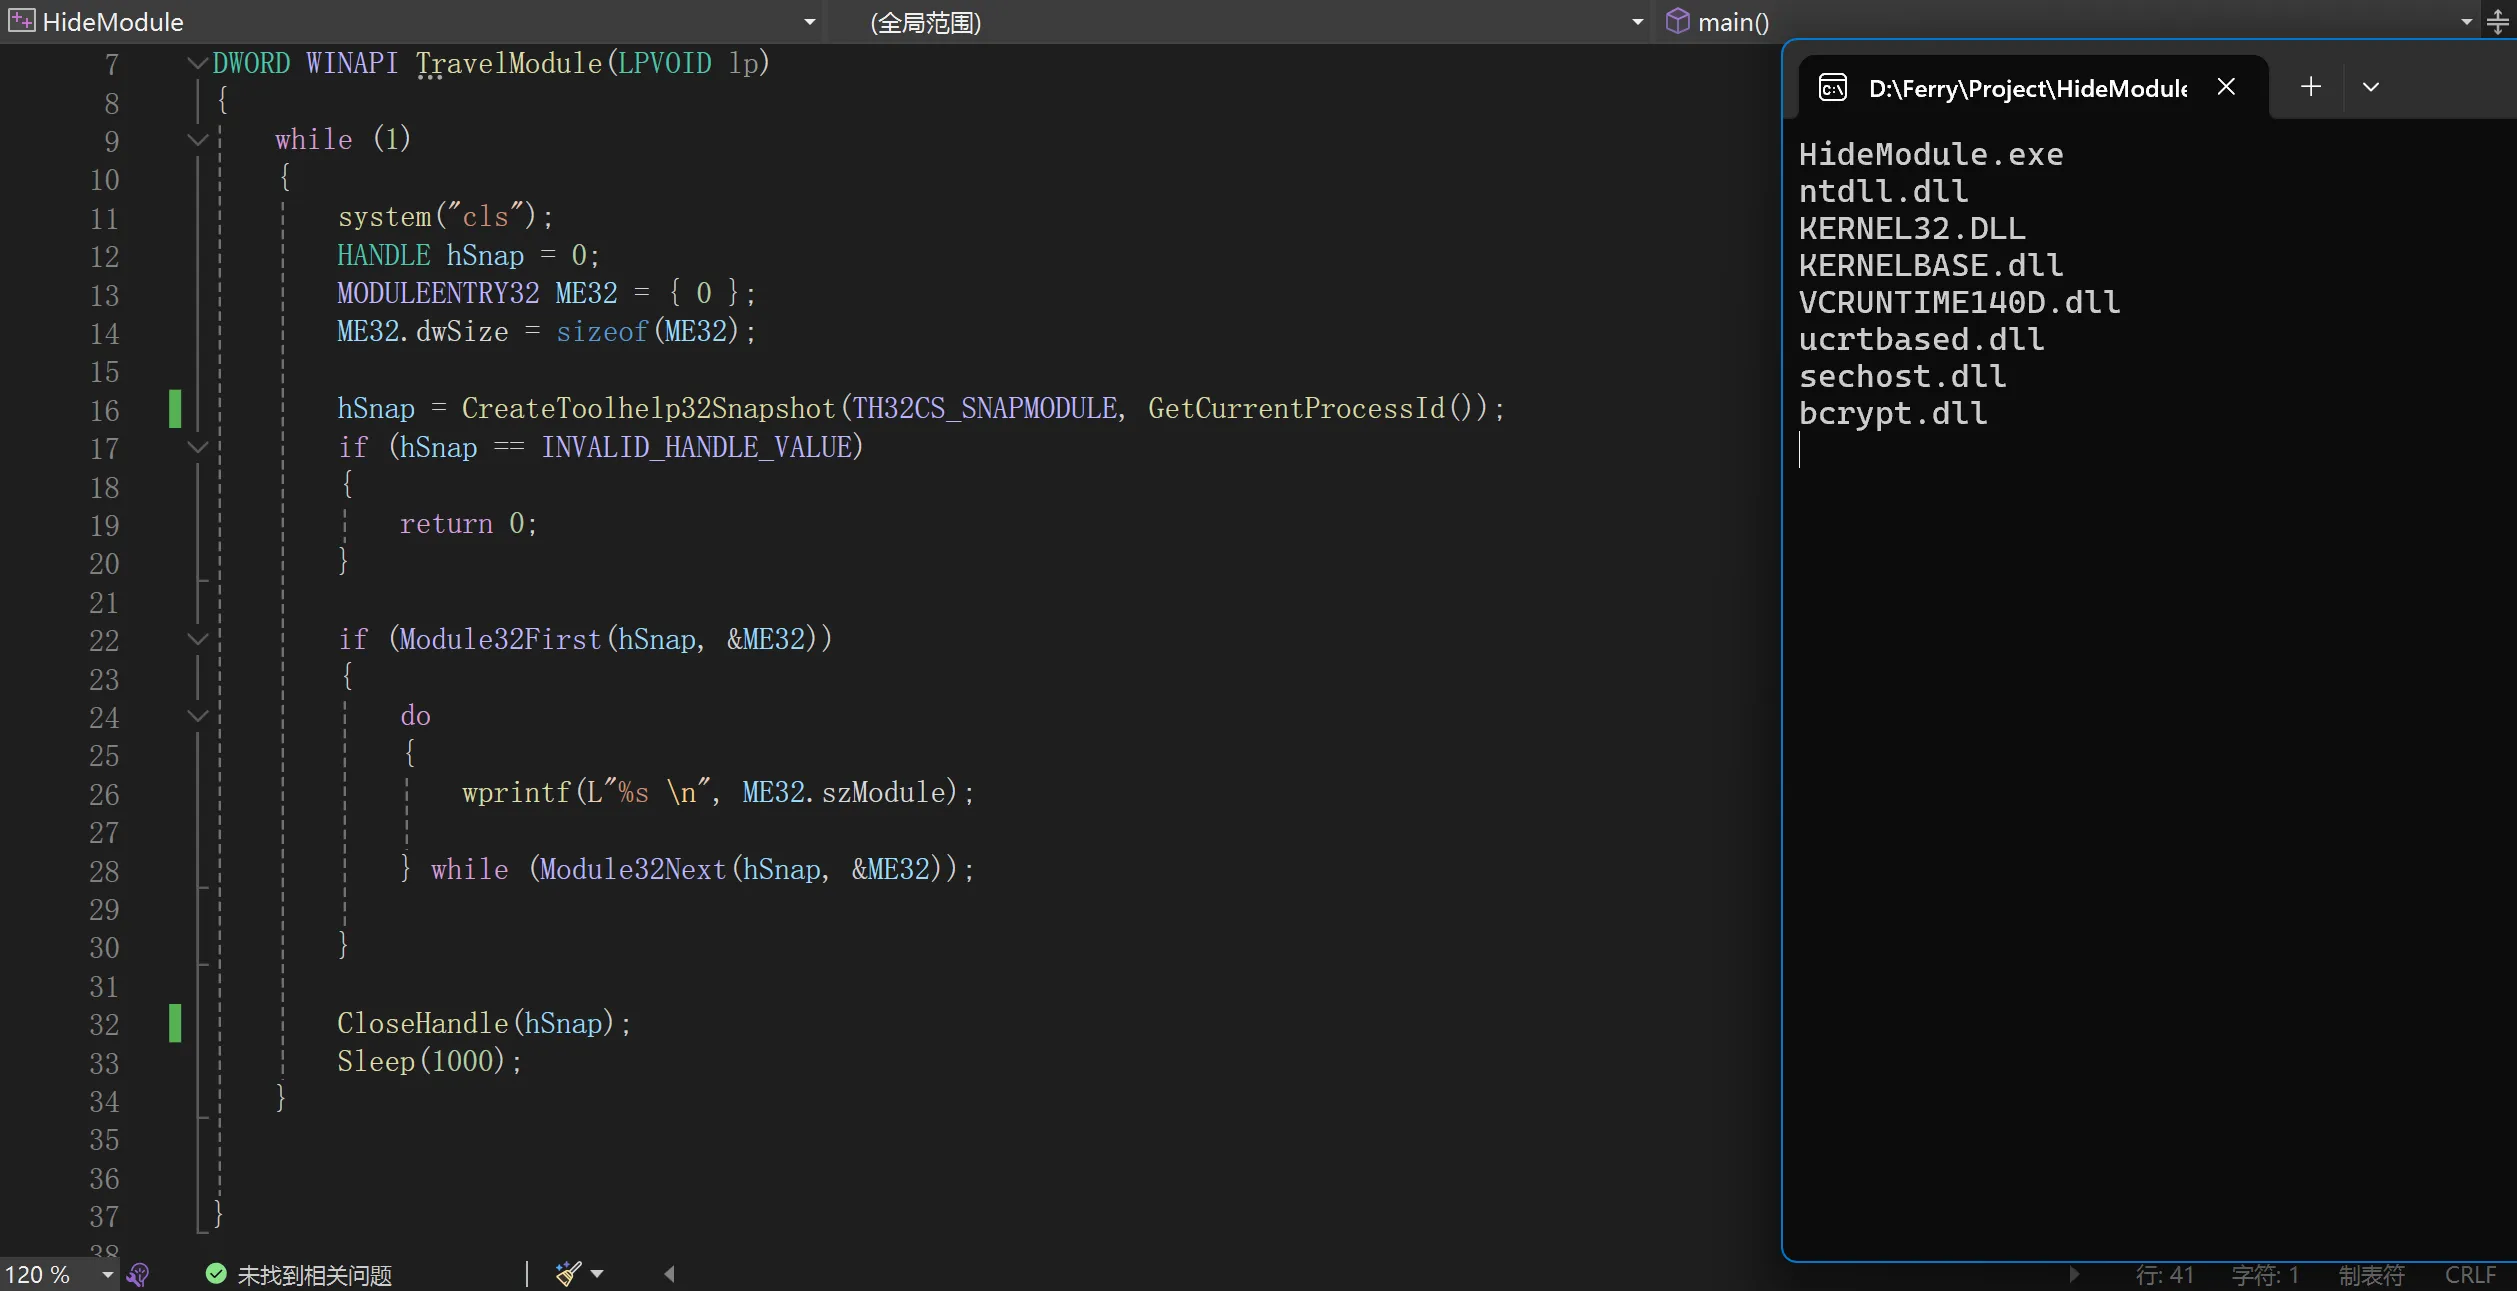 HideModule
(全局范围)
main()
7 DWORD WINAPI TravelModule(LPVOID lp)
8 {
9 while (1)
10 {
11 system("cls");
12 HANDLE hSnap = 0;
13 MODULEENTRY32 ME32 = { 0 };
14 ME32.dwSize = sizeof(ME32);
15
16 hSnap = CreateToolhelp32Snapshot(TH32CS_SNAPMODULE, GetCurrentProcessId());
17 if (hSnap == INVALID_HANDLE_VALUE)
18 {
19 return 0;
20 }
21
22 if (Module32First(hSnap, &ME32))
23 {
24 do
25 {
26 wprintf(L"%s \n", ME32.szModule);
27
28 } while (Module32Next(hSnap, &ME32));
29
30 }
31
32 CloseHandle(hSnap);
33 Sleep(1000);
34 }
35
36
37 }
38
D:\Ferry\Project\HideModule
HideModule.exe
ntdll.dll
KERNEL32.DLL
KERNELBASE.dll
VCRUNTIME140D.dll
ucrtbased.dll
sechost.dll
bcrypt.dll
120 %
未找到相关问题
行: 41
字符: 1
制表符
CRLF